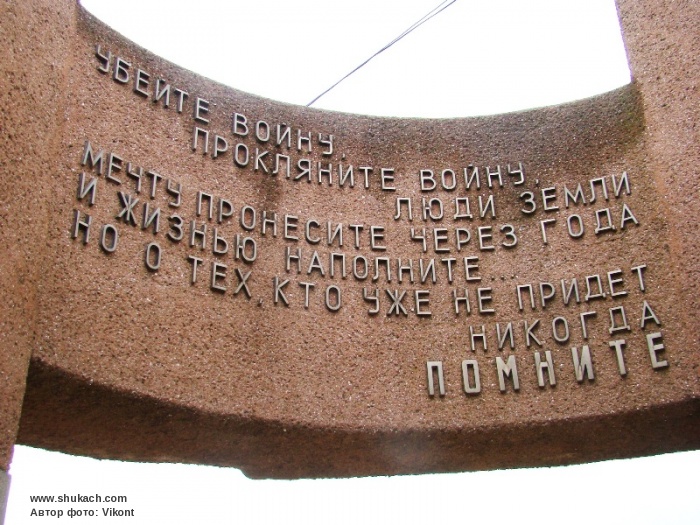 УБЕЙТЕ ВОЙНУ,
ПРОКЛЯНИТЕ ВОЙНУ,
ЛЮДИ ЗЕМЛИ
МЕЧТУ ПРОНЕСИТЕ ЧЕРЕЗ ГОДА
И ЖИЗНЬЮ НАПОЛНИТЕ...
НО О ТЕХ, КТО УЖЕ НЕ ПРИДЕТ
НИКОГДА
ПОМНИТЕ
www.shukach.com
Автор фото: Vikont